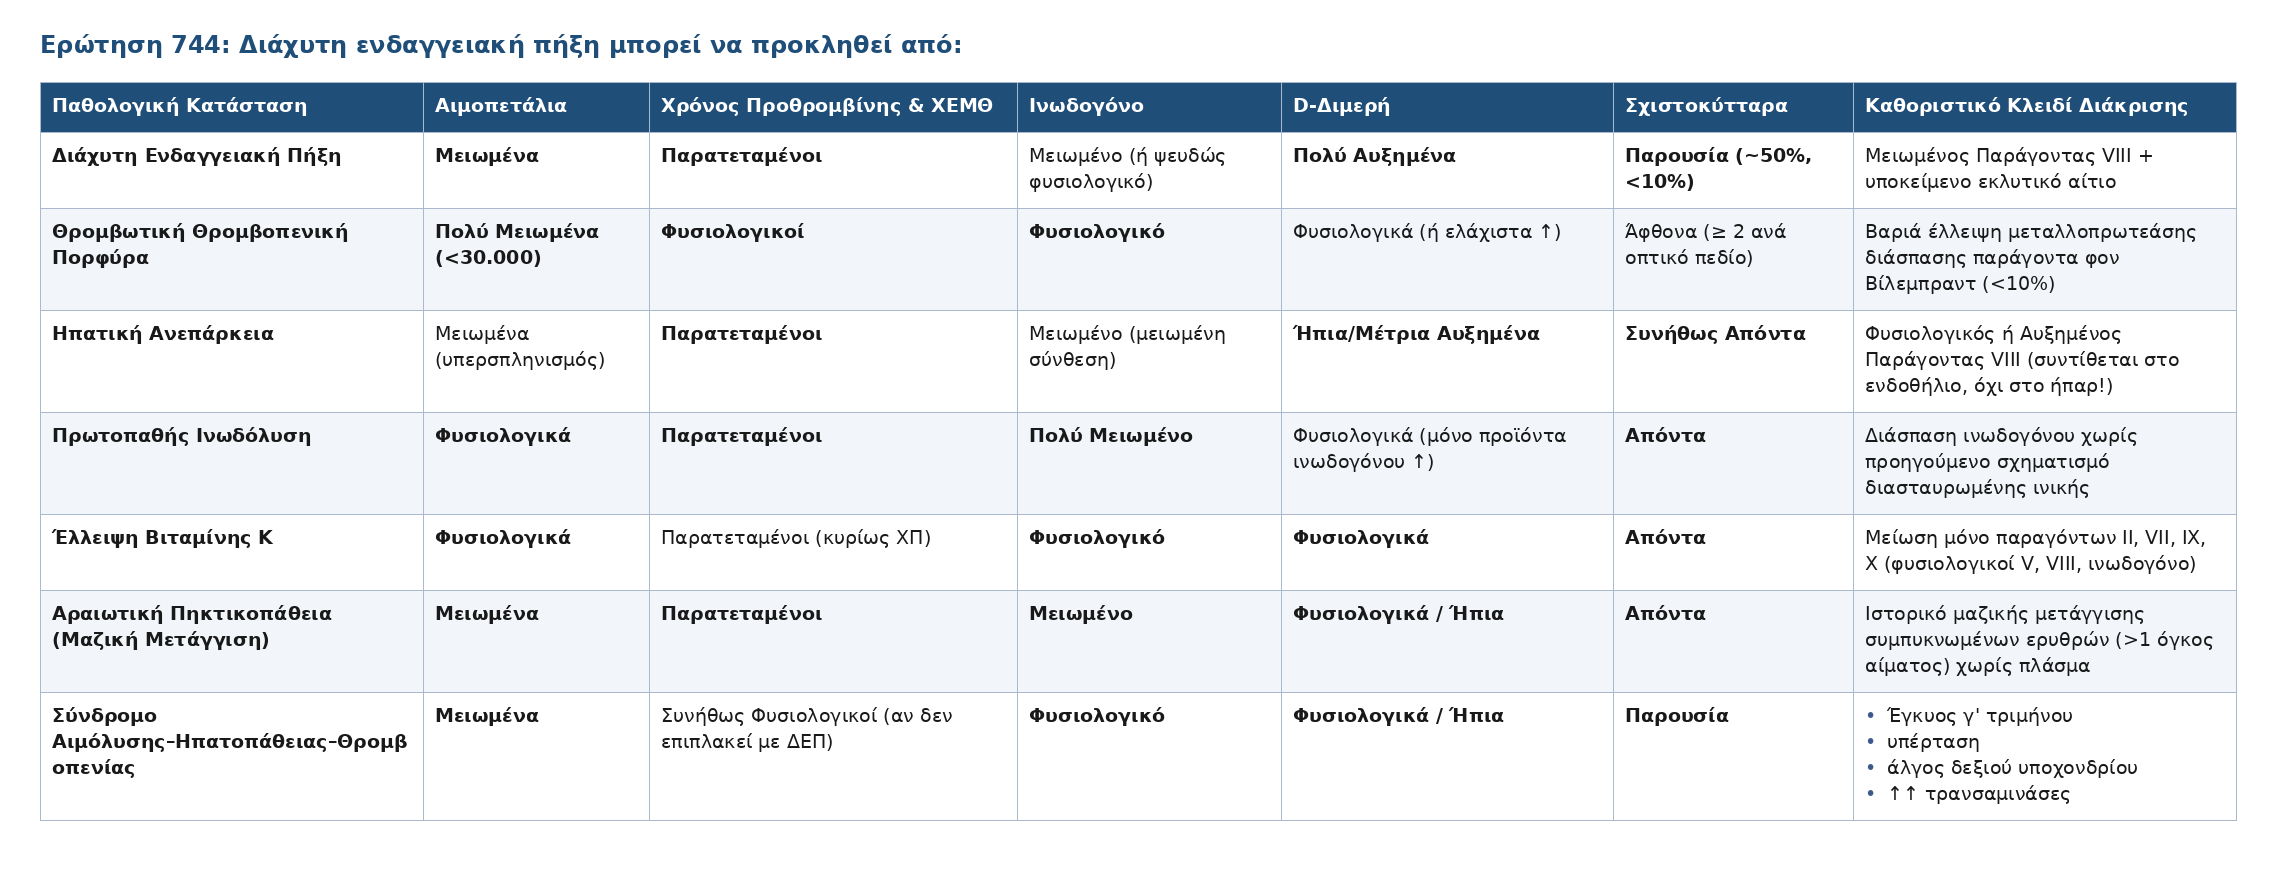 Ερώτηση 744: Διάχυτη ενδαγγειακή πήξη μπορεί να προκληθεί από:
Παθολογική Κατάσταση Αιμοπετάλια Χρόνος Προθρομβίνης & ΧΕΜΘ Ινωδογόνο D-Διμερή Σχιστοκύτταρα Καθοριστικό Κλειδί Διάκρισης
Διάχυτη Ενδαγγειακή Πήξη Μειωμένα Παρατεταμένοι Μειωμένο (ή ψευδώς Πολύ Αυξημένα Παρουσία (~50%, Μειωμένος Παράγοντας VIII +
φυσιολογικό) <10%) υποκείμενο εκλυτικό αίτιο
Θρομβωτική Θρομβοπενική Πολύ Μειωμένα Φυσιολογικοί Φυσιολογικό Φυσιολογικά (ή ελάχιστα ↑) Άφθονα (≥ 2 ανά Βαριά έλλειψη μεταλλοπρωτεάσης
Πορφύρα (<30.000) οπτικό πεδίο) διάσπασης παράγοντα φον
Βίλεμπραντ (<10%)
Ηπατική Ανεπάρκεια Μειωμένα Παρατεταμένοι Μειωμένο (μειωμένη Ήπια/Μέτρια Αυξημένα Συνήθως Απόντα Φυσιολογικός ή Αυξημένος
(υπερσπληνισμός) σύνθεση) Παράγοντας VIII (συντίθεται στο
ενδοθήλιο, όχι στο ήπαρ!)
Πρωτοπαθής Ινωδόλυση Φυσιολογικά Παρατεταμένοι Πολύ Μειωμένο Φυσιολογικά (μόνο προϊόντα Απόντα Διάσπαση ινωδογόνου χωρίς
ινωδογόνου ↑) προηγούμενο σχηματισμό
διασταυρωμένης ινικής
Έλλειψη Βιταμίνης Κ Φυσιολογικά Παρατεταμένοι (κυρίως ΧΠ) Φυσιολογικό Φυσιολογικά Απόντα Μείωση μόνο παραγόντων II, VII, IX,
X (φυσιολογικοί V, VIII, ινωδογόνο)
Αραιωτική Πηκτικοπάθεια Μειωμένα Παρατεταμένοι Μειωμένο Φυσιολογικά / Ήπια Απόντα Ιστορικό μαζικής μετάγγισης
(Μαζική Μετάγγιση) συμπυκνωμένων ερυθρών (>1 όγκος
αίματος) χωρίς πλάσμα
Σύνδρομο Μειωμένα Συνήθως Φυσιολογικοί (αν δεν Φυσιολογικό Φυσιολογικά / Ήπια Παρουσία • Έγκυος γ' τριμήνου
Αιμόλυσης–Ηπατοπάθειας–Θρομβ επιπλακεί με ΔΕΠ) • υπέρταση
οπενίας • άλγος δεξιού υποχονδρίου
• ↑↑ τρανσαμινάσες